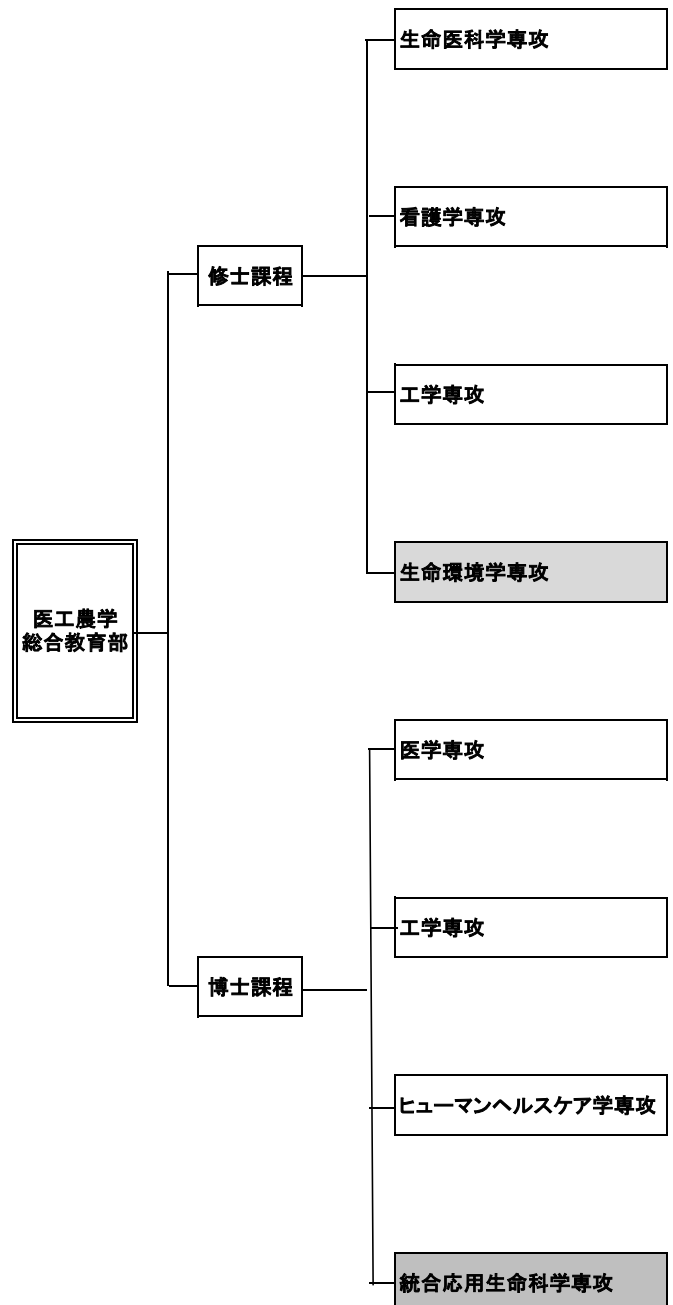 生命医科学専攻
看護学専攻
修士課程
工学専攻
生命環境学専攻
医工農学
総合教育部
医学専攻
工学専攻
博士課程
ヒューマンヘルスケア学専攻
統合応用生命科学専攻